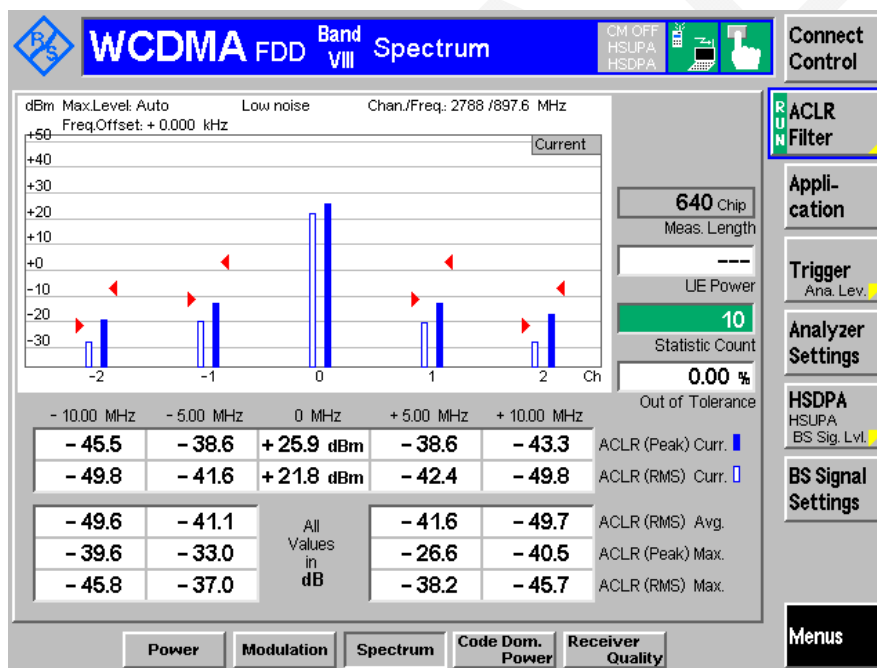 R/S WCDMA FDD Band VIII Spectrum
CM OFF
HSUPA
HSDPA
Connect Control
dBm Max.Level: Auto Low noise Chan./Freq.: 2788 /897.6 MHz
Freq.Offset: + 0.000 kHz
Current
+50
+40
+30
+20
+10
+0
-10
-20
-30
-2 -1 0 1 2 Ch
640 Chip
Meas. Length
---
UE Power
10
Statistic Count
0.00 %
Out of Tolerance
- 10.00 MHz - 5.00 MHz 0 MHz + 5.00 MHz + 10.00 MHz
- 45.5 - 38.6 + 25.9 dBm - 38.6 - 43.3 ACLR (Peak) Curr.
- 49.8 - 41.6 + 21.8 dBm - 42.4 - 49.8 ACLR (RMS) Curr.
- 49.6 - 41.1 - 41.6 - 49.7 ACLR (RMS) Avg.
- 39.6 - 33.0 - 26.6 - 40.5 ACLR (Peak) Max.
- 45.8 - 37.0 - 38.2 - 45.7 ACLR (RMS) Max.
All
Values
in
dB
RUN
ACLR
Filter
Appli-
cation
Trigger
Ana. Lev.
Analyzer
Settings
HSDPA
HSUPA
BS Sig. Lvl.
BS Signal
Settings
Menus
Power Modulation Spectrum Code Dom. Power Receiver Quality